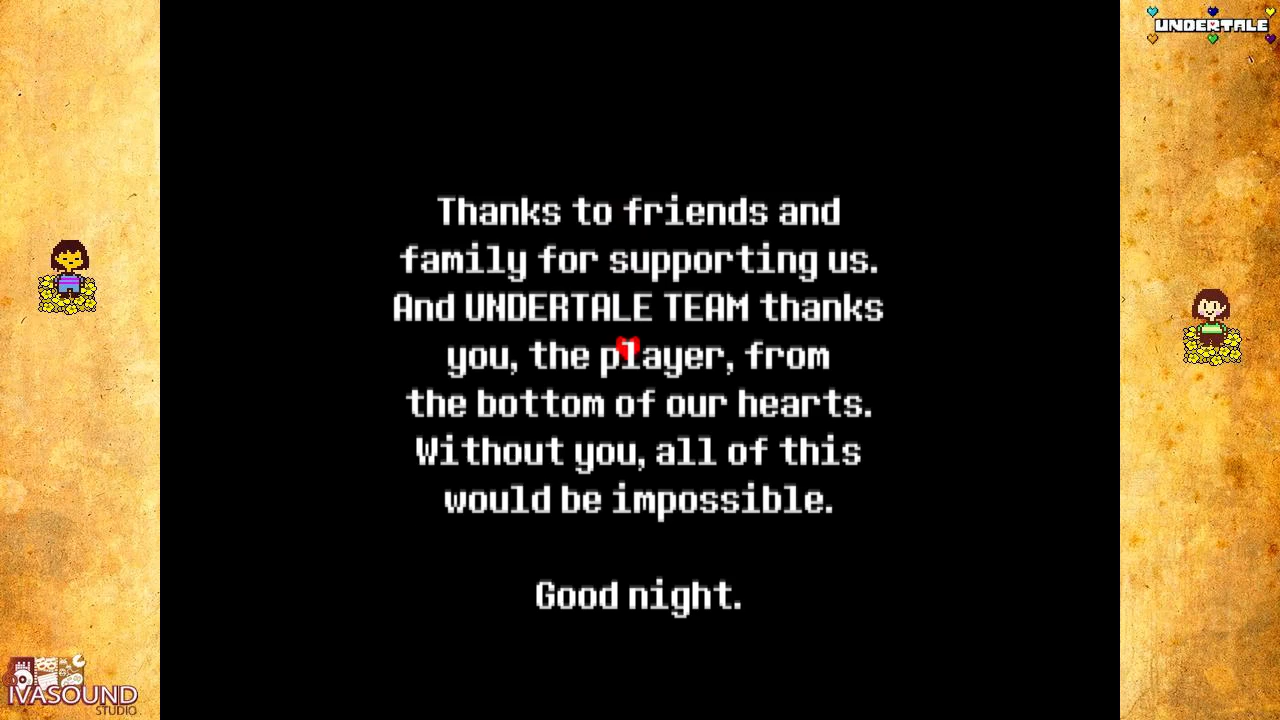 UNDERTALE
Thanks to friends and
family for supporting us.
And UNDERTALE TEAM thanks
you, the player, from
the bottom of our hearts.
Without you, all of this
would be impossible.
Good night.
IVASOUND
STUDIO